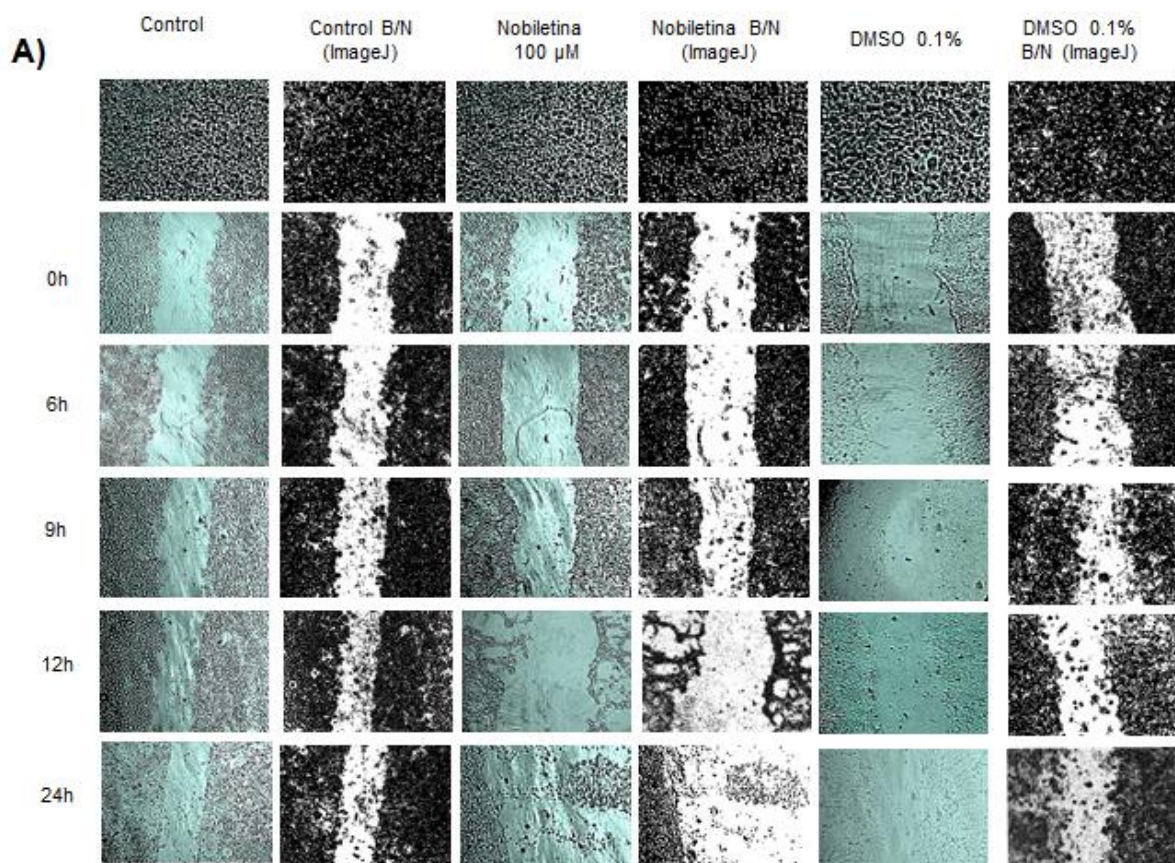 A)
Control
Control B/N
(ImageJ)
Nobiletina
100 µM
Nobiletina B/N
(ImageJ)
DMSO 0.1%
DMSO 0.1%
B/N (ImageJ)
0h
6h
9h
12h
24h